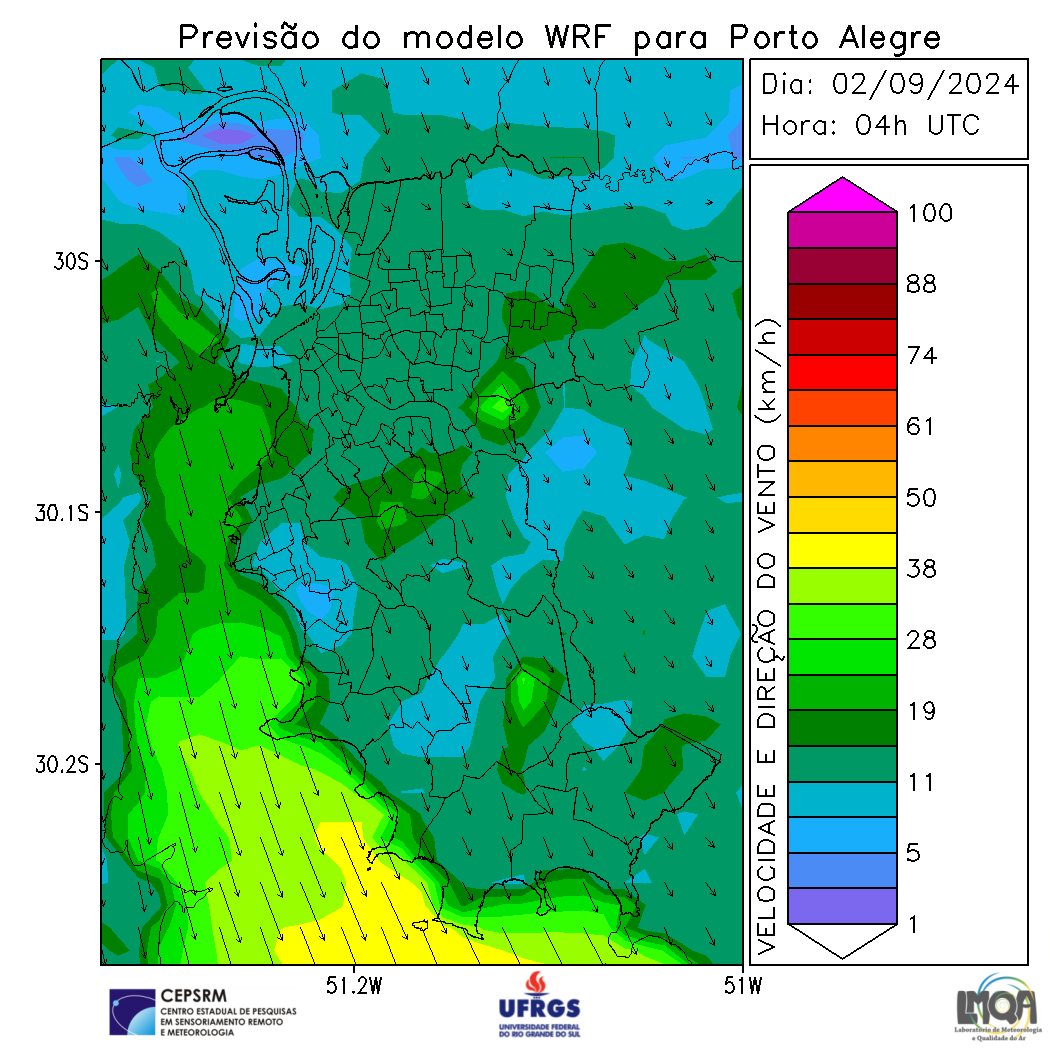 Previsão do modelo WRF para Porto Alegre
Dia: 02/09/2024
Hora: 04h UTC
30S
30.1S
30.2S
51.2W
51W
VELOCIDADE E DIREÇÃO DO VENTO (km/h)
100
88
74
61
50
38
28
19
11
5
1
CEPSRM
CENTRO ESTADUAL DE PESQUISAS
EM SENSORIAMENTO REMOTO
E METEOROLOGIA
UFRGS
UNIVERSIDADE FEDERAL
DO RIO GRANDE DO SUL
LMQA
Laboratório de Meteorologia
e Qualidade do Ar